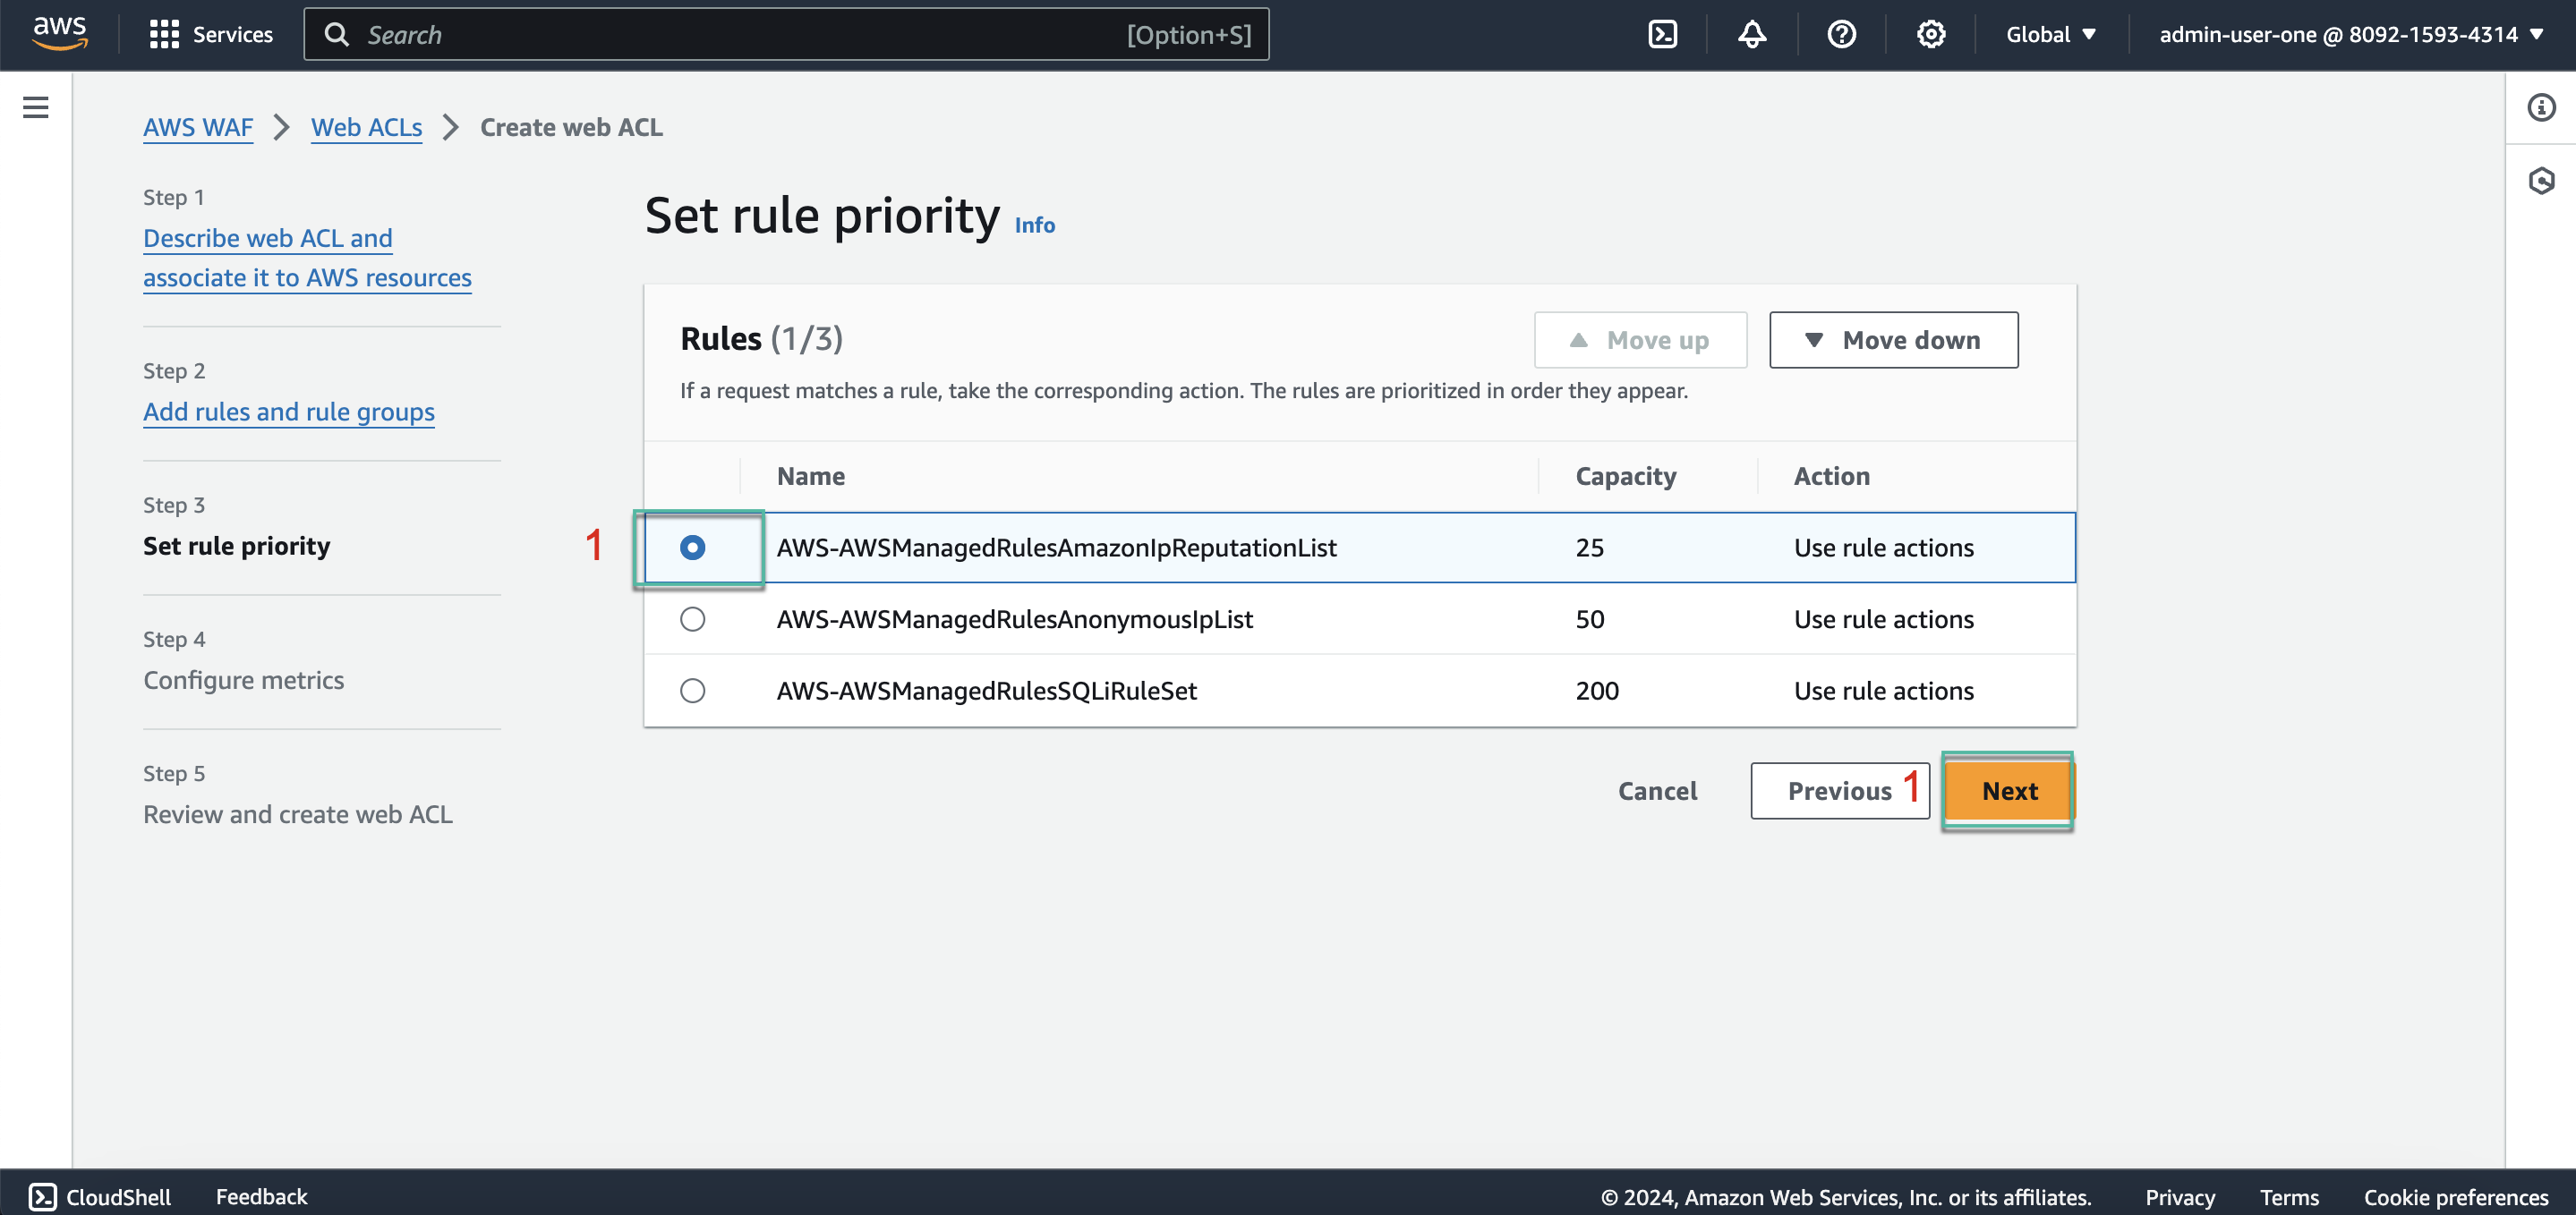 aws
Services
Search
[Option+S]
Global
admin-user-one @ 8092-1593-4314
AWS WAF
Web ACLs
Create web ACL
Step 1
Describe web ACL and
associate it to AWS resources
Step 2
Add rules and rule groups
Step 3
Set rule priority
Step 4
Configure metrics
Step 5
Review and create web ACL
Set rule priority Info
Rules (1/3)
Move up
Move down
If a request matches a rule, take the corresponding action. The rules are prioritized in order they appear.
Name Capacity Action
1
AWS-AWSManagedRulesAmazonIpReputationList 25 Use rule actions
AWS-AWSManagedRulesAnonymousIpList 50 Use rule actions
AWS-AWSManagedRulesSQLiRuleSet 200 Use rule actions
Cancel
Previous
1
Next
CloudShell
Feedback
© 2024, Amazon Web Services, Inc. or its affiliates.
Privacy
Terms
Cookie preferences